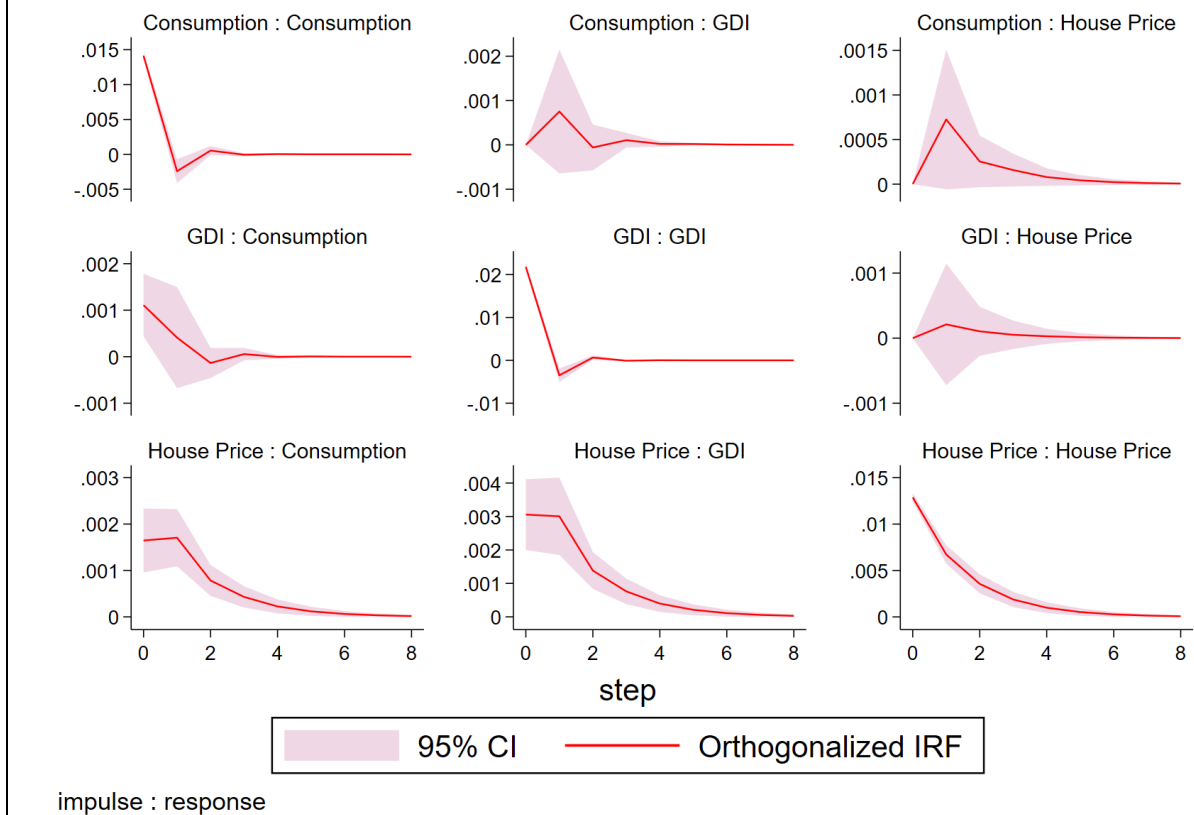 Consumption : Consumption
Consumption : GDI
Consumption : House Price
.015
.01
.005
0
-.005
.002
.001
0
-.001
.0015
.001
.0005
0
GDI : Consumption
GDI : GDI
GDI : House Price
.002
.001
0
-.001
.02
.01
0
-.01
.001
0
-.001
House Price : Consumption
House Price : GDI
House Price : House Price
.003
.002
.001
0
.004
.003
.002
.001
0
.015
.01
.005
0
0 2 4 6 8
0 2 4 6 8
0 2 4 6 8
step
95% CI
Orthogonalized IRF
impulse : response